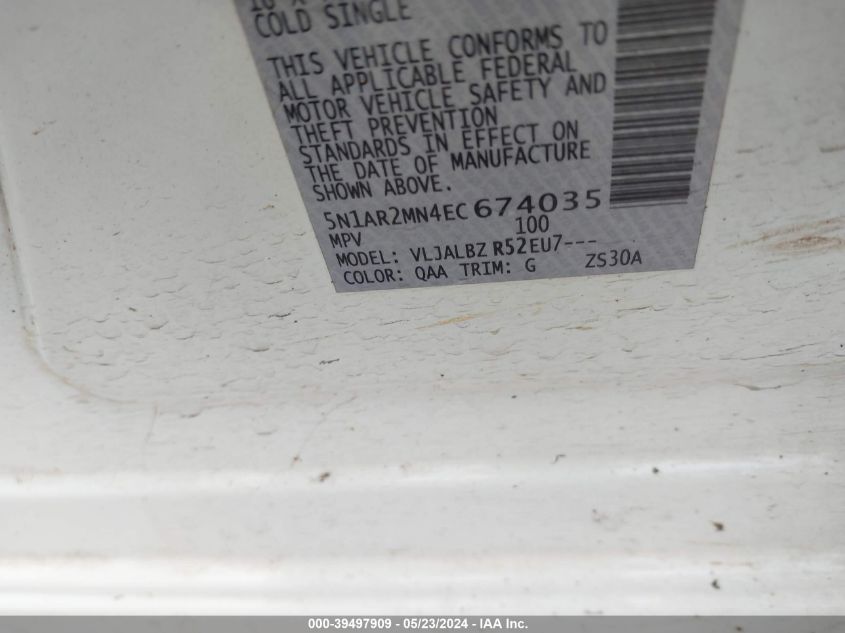 COLD SINGLE
THIS VEHICLE CONFORMS TO
ALL APPLICABLE FEDERAL
MOTOR VEHICLE SAFETY AND
THEFT PREVENTION
STANDARDS IN EFFECT ON
THE DATE OF MANUFACTURE
SHOWN ABOVE.
5N1AR2MN4EC674035
MPV 100
MODEL: VLJALBZ R52EU7---
COLOR: QAA TRIM: G ZS30A
000-39497909 - 05/23/2024 - IAA Inc.